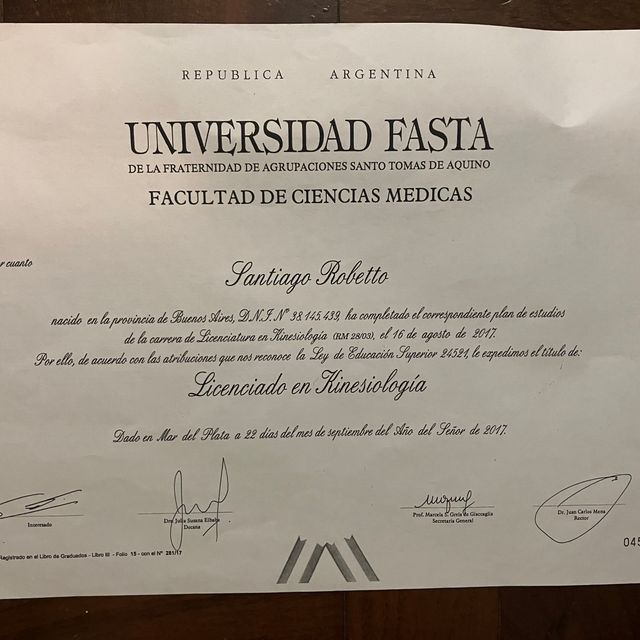 REPUBLICA ARGENTINA
UNIVERSIDAD FASTA
DE LA FRATERNIDAD DE AGRUPACIONES SANTO TOMAS DE AQUINO
FACULTAD DE CIENCIAS MEDICAS
r cuanto
Santiago Robetto
nacido en la provincia de Buenos Aires, D.N.I. Nº 38.145.439, ha completado el correspondiente plan de estudios
de la carrera de Licenciatura en Kinesiología (RM 28/03), el 16 de agosto de 2017.
Por ello, de acuerdo con las atribuciones que nos reconoce la Ley de Educación Superior 24521, le expedimos el título de:
Licenciado en Kinesiología
Dado en Mar del Plata a 22 días del mes de septiembre del Año del Señor de 2017.
Interesado
Dra. Julia Susana Elbaba
Decana
Prof. Marcela S. de Giaccaglia
Secretaria General
Dr. Juan Carlos Mena
Rector
Registrado en el Libro de Graduados - Libro III - Folio 15 - con el Nº 281/17
045